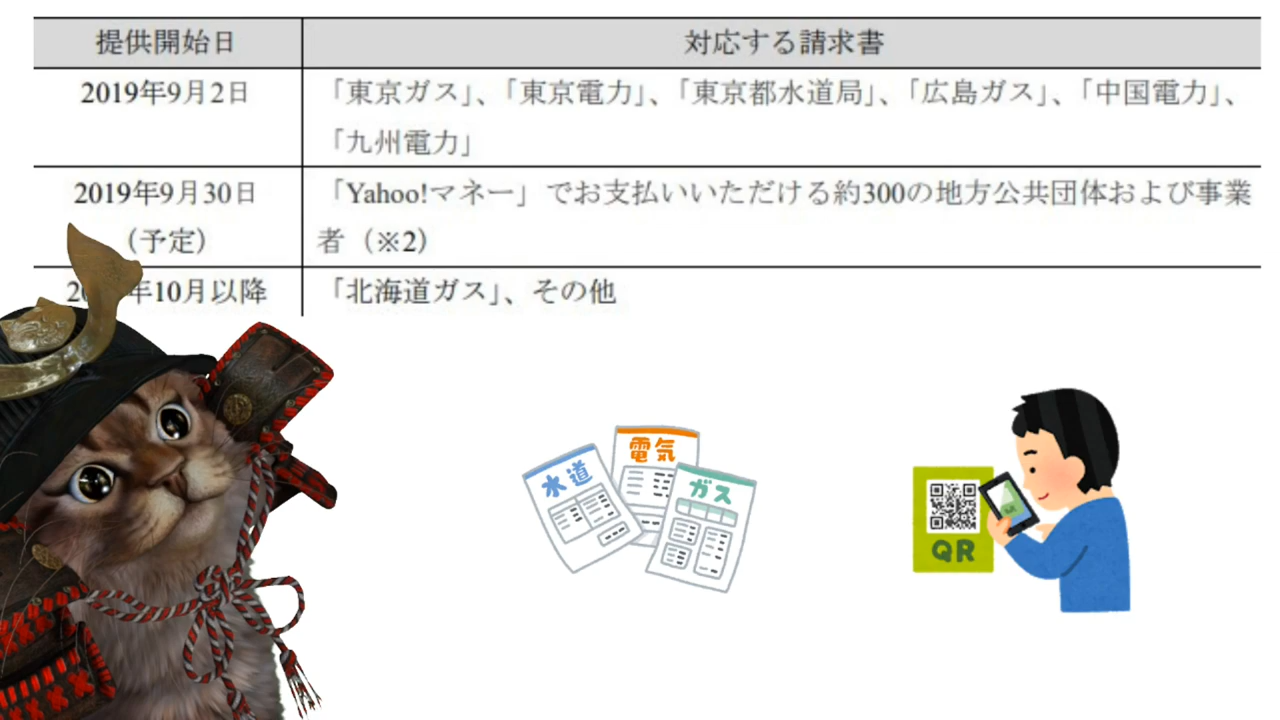 提供開始日 対応する請求書
2019年9月2日 「東京ガス」、「東京電力」、「東京都水道局」、「広島ガス」、「中国電力」、
「九州電力」
2019年9月30日 「Yahoo!マネー」でお支払いいただける約300の地方公共団体および事業
（予定） 者（※2）
年10月以降 「北海道ガス」、その他
電気
水道
ガス
QR